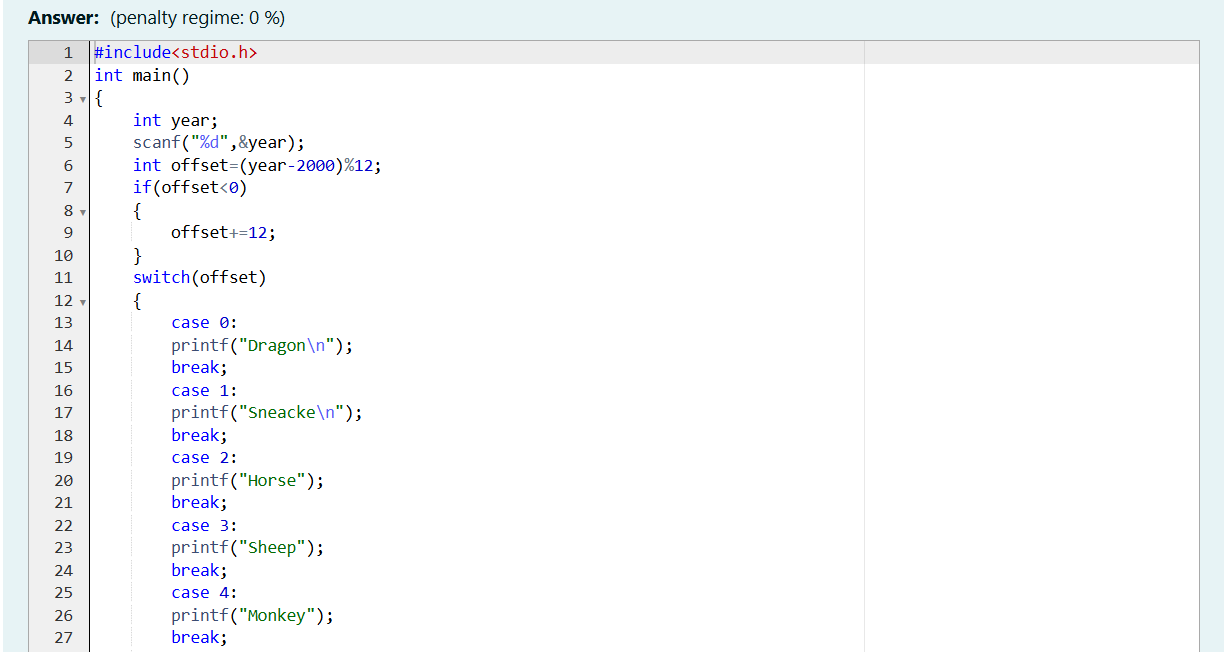 Answer: (penalty regime: 0 %)
1 #include<stdio.h>
2 int main()
3 {
4 int year;
5 scanf("%d",&year);
6 int offset=(year-2000)%12;
7 if(offset<0)
8 {
9 offset+=12;
10 }
11 switch(offset)
12 {
13 case 0:
14 printf("Dragon\n");
15 break;
16 case 1:
17 printf("Sneacke\n");
18 break;
19 case 2:
20 printf("Horse");
21 break;
22 case 3:
23 printf("Sheep");
24 break;
25 case 4:
26 printf("Monkey");
27 break;